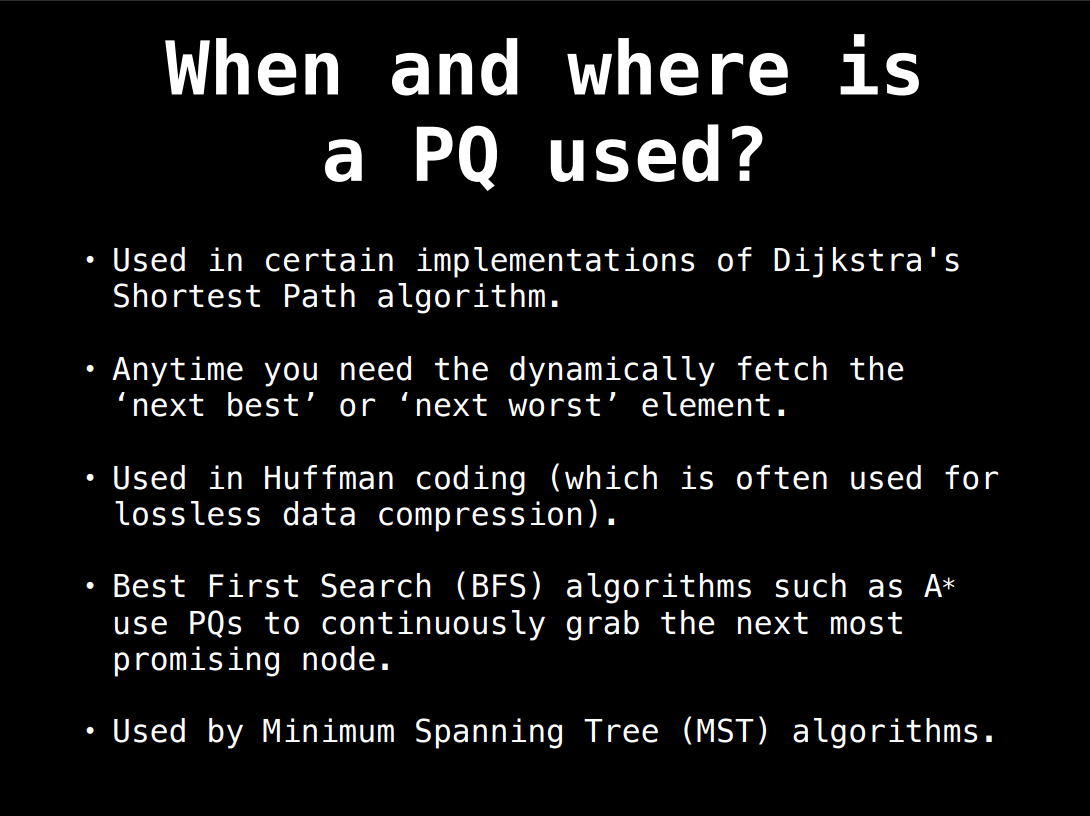 When and where is
a PQ used?
• Used in certain implementations of Dijkstra's
Shortest Path algorithm.
• Anytime you need the dynamically fetch the
‘next best’ or ‘next worst’ element.
• Used in Huffman coding (which is often used for
lossless data compression).
• Best First Search (BFS) algorithms such as A*
use PQs to continuously grab the next most
promising node.
• Used by Minimum Spanning Tree (MST) algorithms.